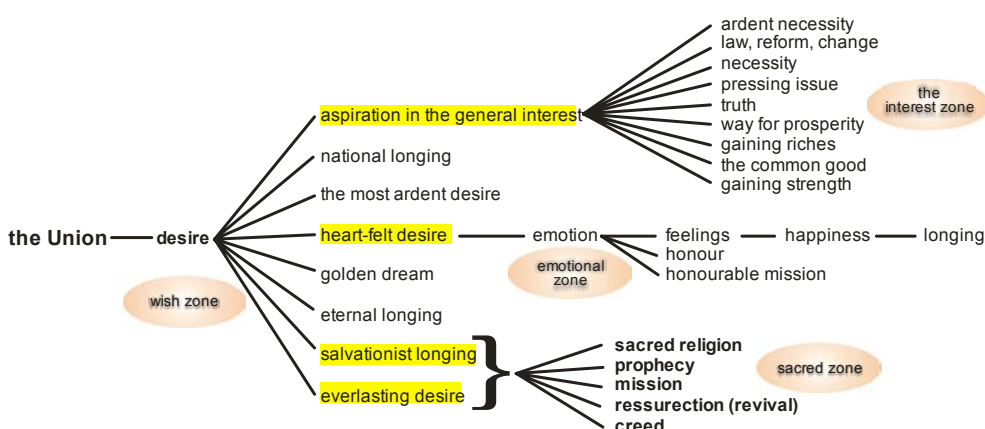 ardent necessity
law, reform, change
necessity
pressing issue
truth
way for prosperity
gaining riches
the common good
gaining strength
the
interest zone
aspiration in the general interest
national longing
the most ardent desire
the Union
desire
heart-felt desire
emotion
feelings
happiness
longing
honour
honourable mission
emotional
zone
wish zone
golden dream
eternal longing
salvationist longing
everlasting desire
}
sacred religion
prophecy
mission
ressurection (revival)
creed
sacred zone